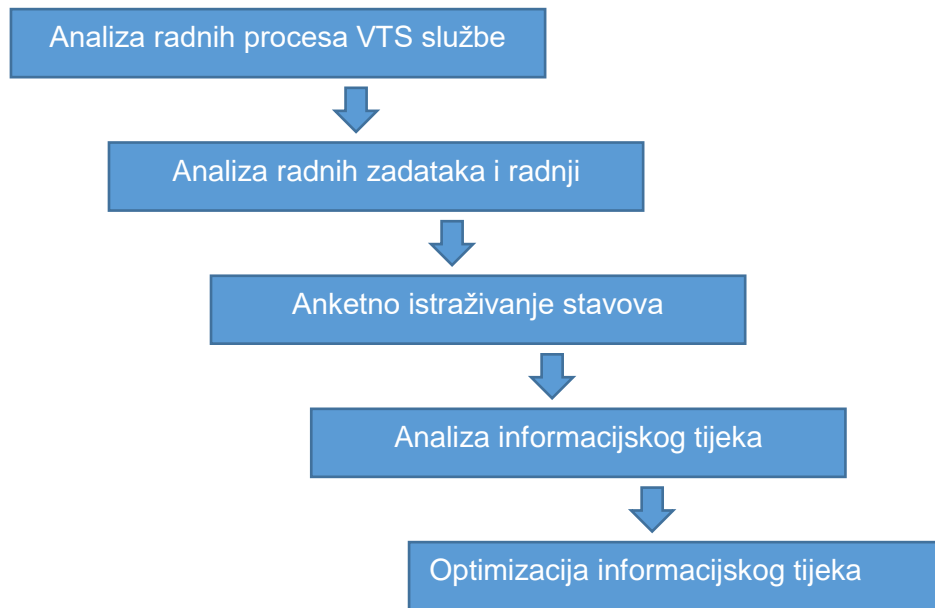 Analiza radnih procesa VTS službe
Analiza radnih zadataka i radnji
Anketno istraživanje stavova
Analiza informacijskog tijeka
Optimizacija informacijskog tijeka